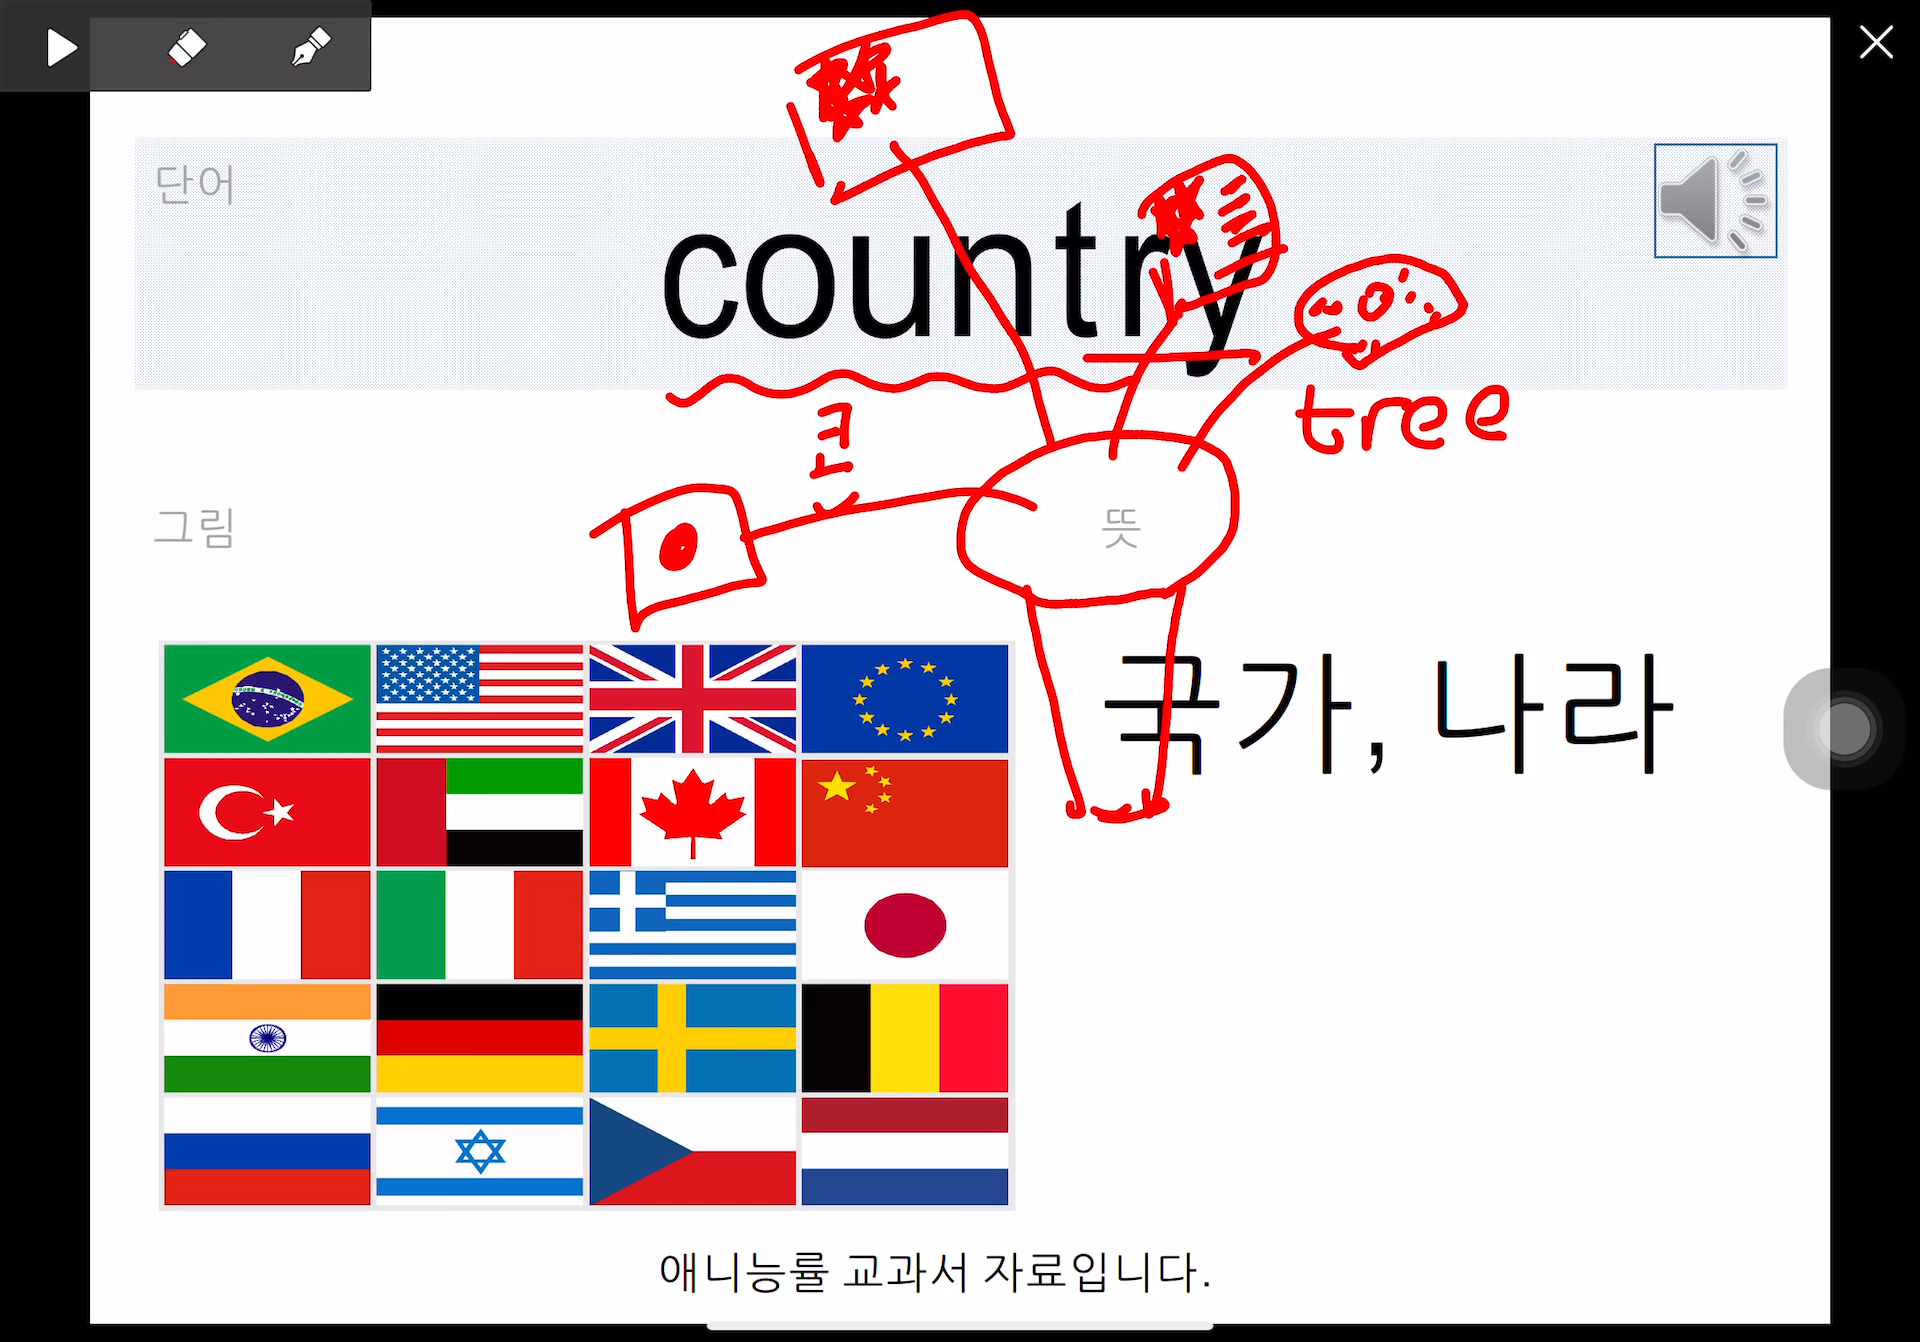 단어
country
tree
코
그림
뜻
국가, 나라
애니능률 교과서 자료입니다.